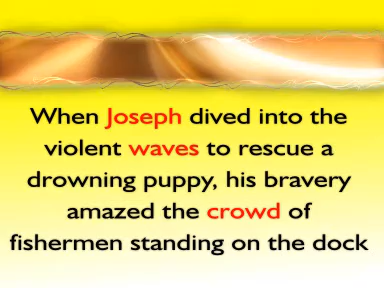 When Joseph dived into the
violent waves to rescue a
drowning puppy, his bravery
amazed the crowd of
fishermen standing on the dock